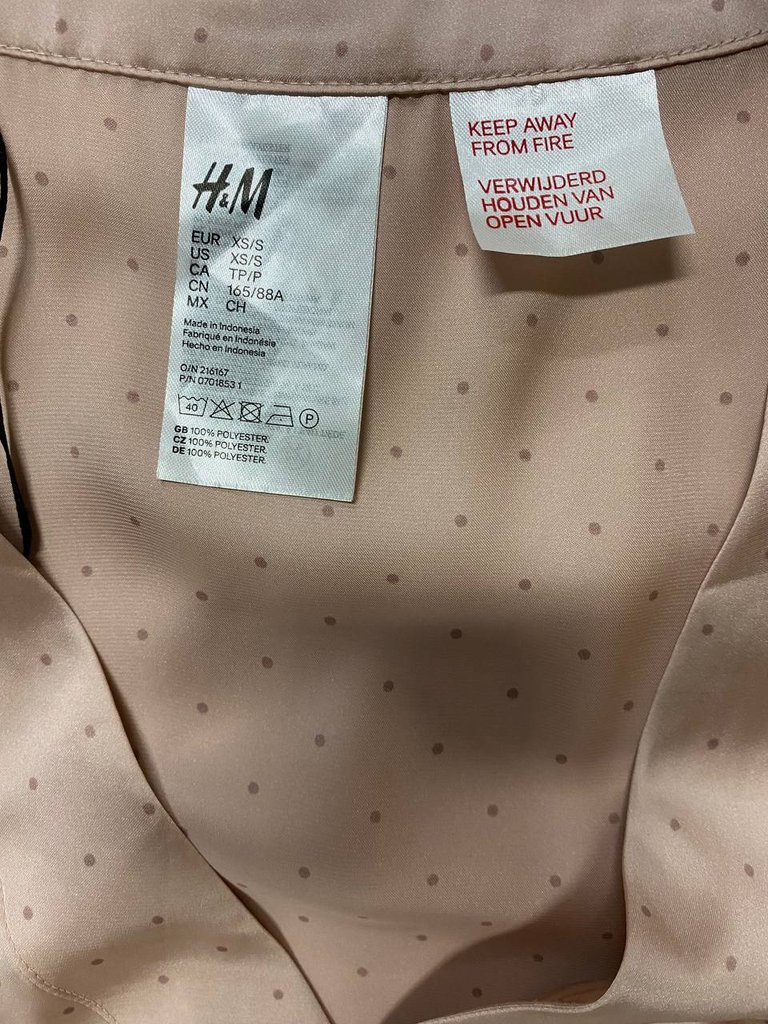 H&M
EUR XS/S
US XS/S
CA TP/P
CN 165/88A
MX CH
Made in Indonesia
Fabriqué en Indonésie
Hecho en Indonesia
O/N 216167
P/N 0701853 1
40 P
GB 100% POLYESTER.
CZ 100% POLYESTER.
DE 100% POLYESTER.
KEEP AWAY
FROM FIRE
VERWIJDERD
HOUDEN VAN
OPEN VUUR